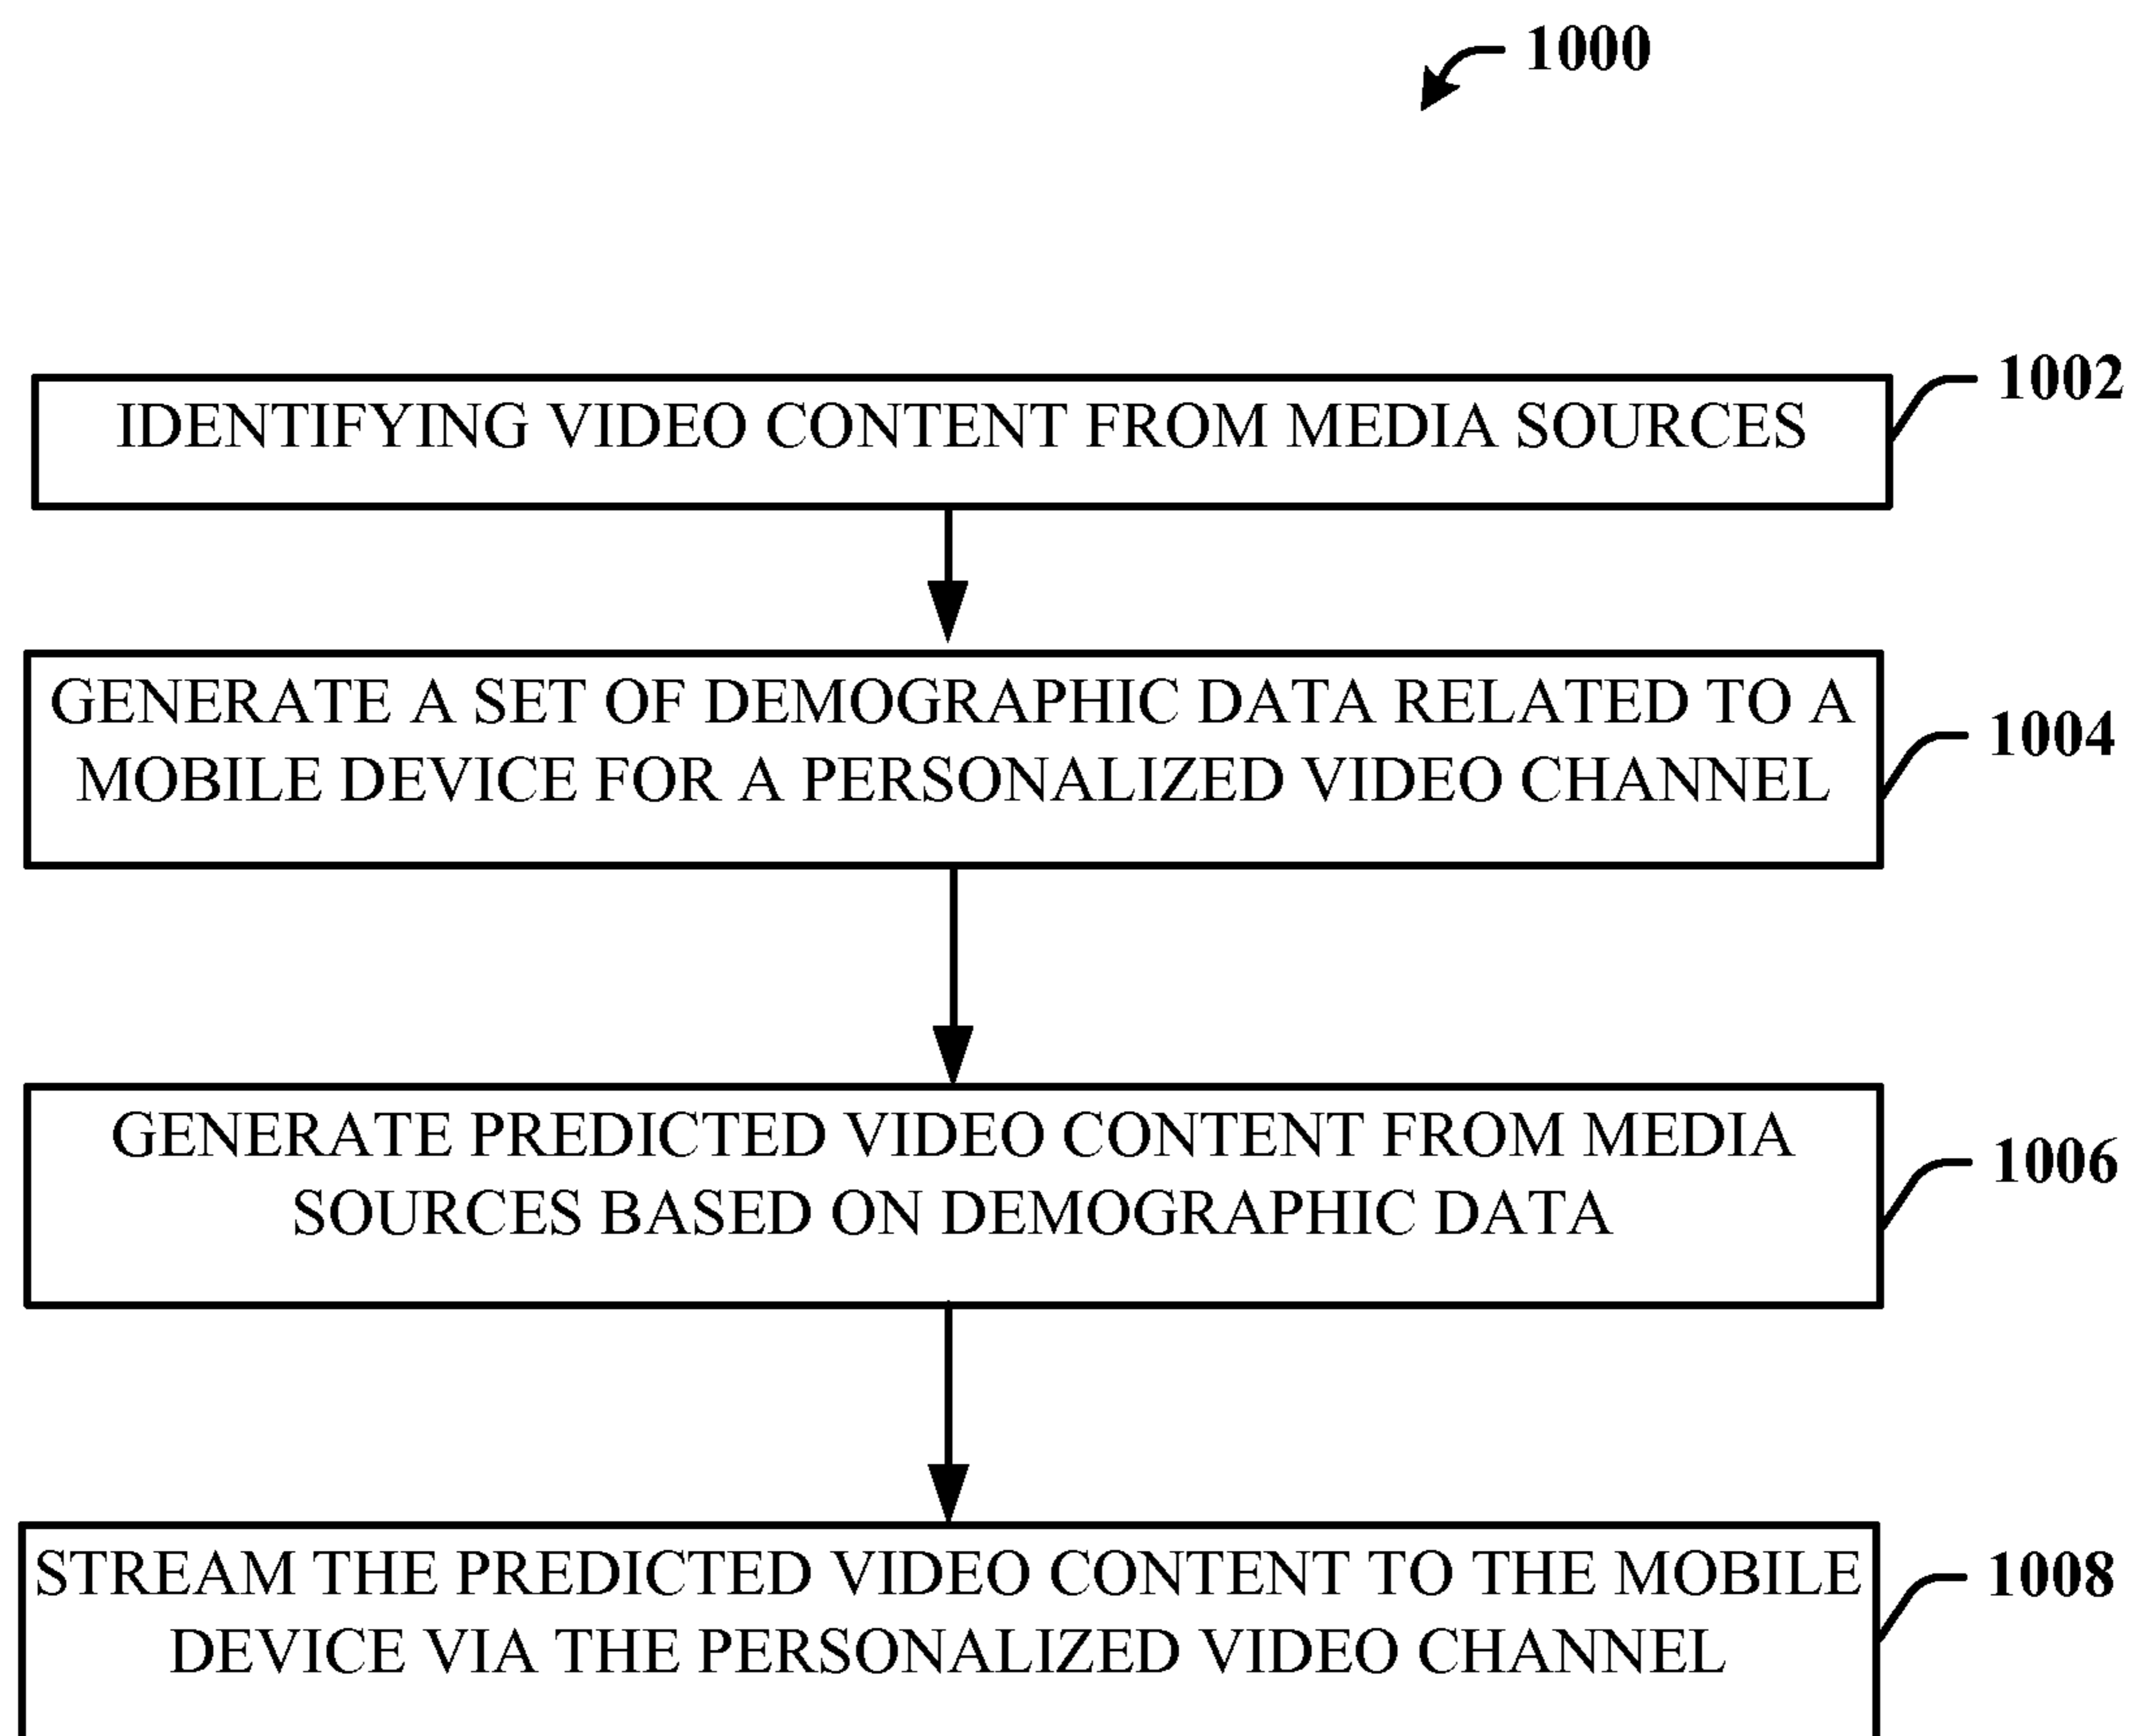 1000
IDENTIFYING VIDEO CONTENT FROM MEDIA SOURCES
1002
GENERATE A SET OF DEMOGRAPHIC DATA RELATED TO A
MOBILE DEVICE FOR A PERSONALIZED VIDEO CHANNEL
1004
GENERATE PREDICTED VIDEO CONTENT FROM MEDIA
SOURCES BASED ON DEMOGRAPHIC DATA
1006
STREAM THE PREDICTED VIDEO CONTENT TO THE MOBILE
DEVICE VIA THE PERSONALIZED VIDEO CHANNEL
1008